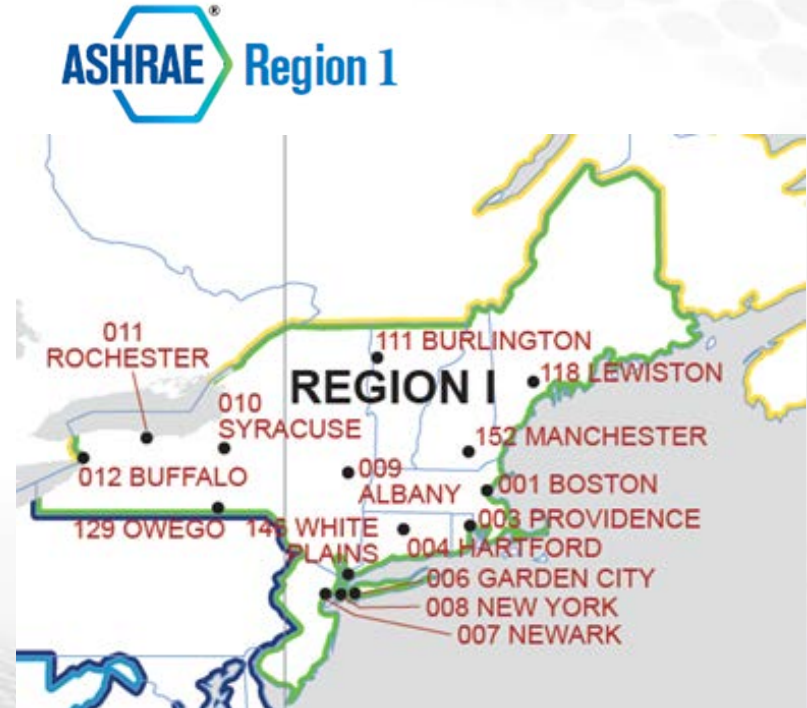 ASHRAE® Region 1
011
ROCHESTER
111 BURLINGTON
REGION I
118 LEWISTON
010
SYRACUSE
152 MANCHESTER
012 BUFFALO
009
ALBANY
001 BOSTON
129 OWEGO
146 WHITE
PLAINS
003 PROVIDENCE
004 HARTFORD
006 GARDEN CITY
008 NEW YORK
007 NEWARK